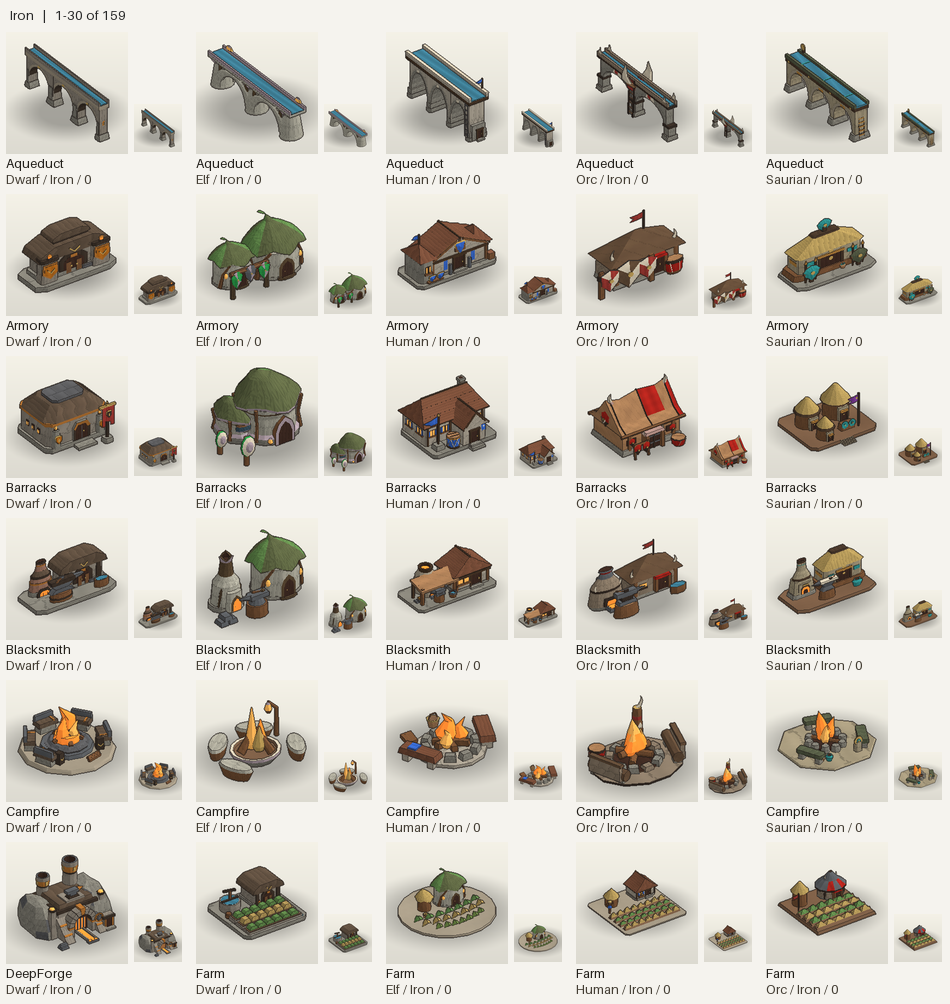 Iron | 1-30 of 159
Aqueduct Aqueduct Aqueduct Aqueduct Aqueduct
Dwarf / Iron / 0 Elf / Iron / 0 Human / Iron / 0 Orc / Iron / 0 Saurian / Iron / 0
Armory Armory Armory Armory Armory
Dwarf / Iron / 0 Elf / Iron / 0 Human / Iron / 0 Orc / Iron / 0 Saurian / Iron / 0
Barracks Barracks Barracks Barracks Barracks
Dwarf / Iron / 0 Elf / Iron / 0 Human / Iron / 0 Orc / Iron / 0 Saurian / Iron / 0
Blacksmith Blacksmith Blacksmith Blacksmith Blacksmith
Dwarf / Iron / 0 Elf / Iron / 0 Human / Iron / 0 Orc / Iron / 0 Saurian / Iron / 0
Campfire Campfire Campfire Campfire Campfire
Dwarf / Iron / 0 Elf / Iron / 0 Human / Iron / 0 Orc / Iron / 0 Saurian / Iron / 0
DeepForge Farm Farm Farm Farm
Dwarf / Iron / 0 Dwarf / Iron / 0 Elf / Iron / 0 Human / Iron / 0 Orc / Iron / 0